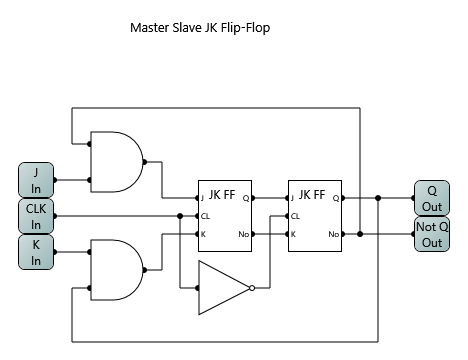 Master Slave JK Flip-Flop
J
In
CLK
In
K
In
JK FF
J
Q
CL
K
No
JK FF
J
Q
CL
K
No
Q
Out
Not Q
Out